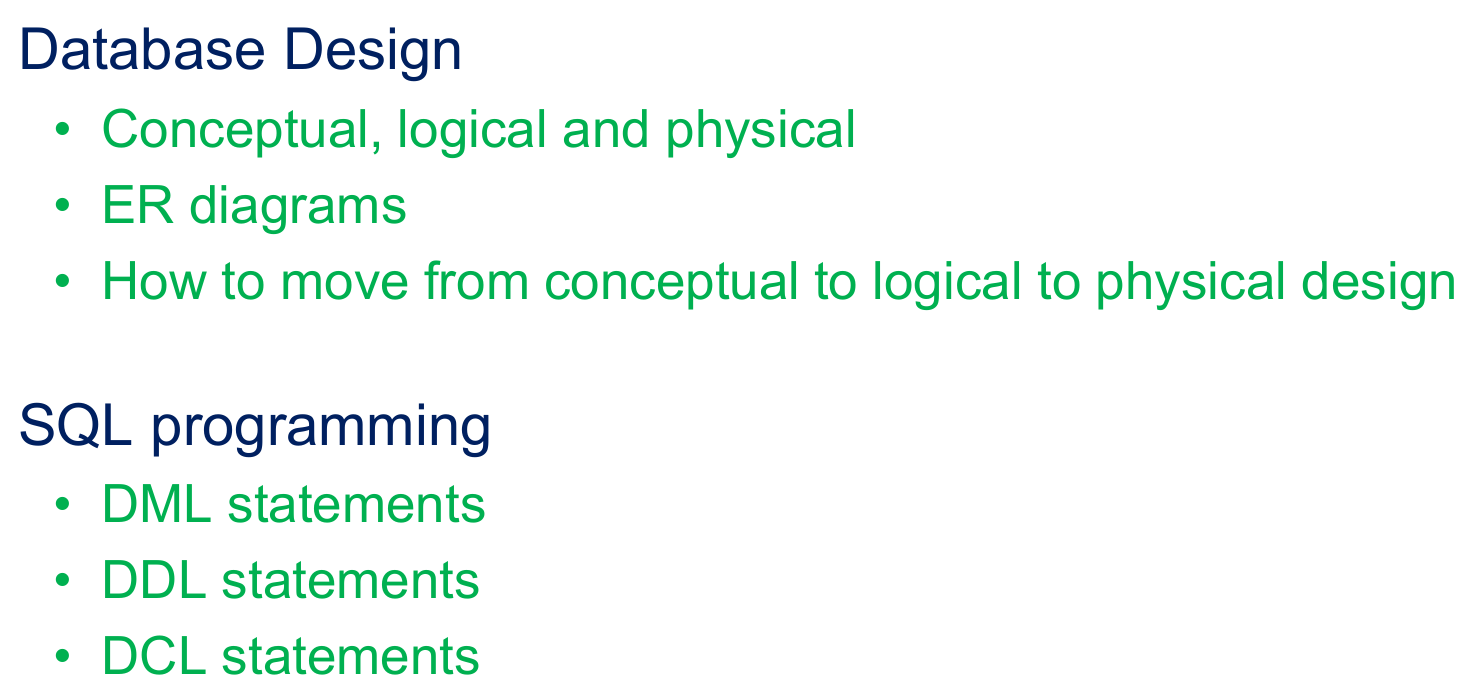 Database Design
• Conceptual, logical and physical
• ER diagrams
• How to move from conceptual to logical to physical design
SQL programming
• DML statements
• DDL statements
• DCL statements